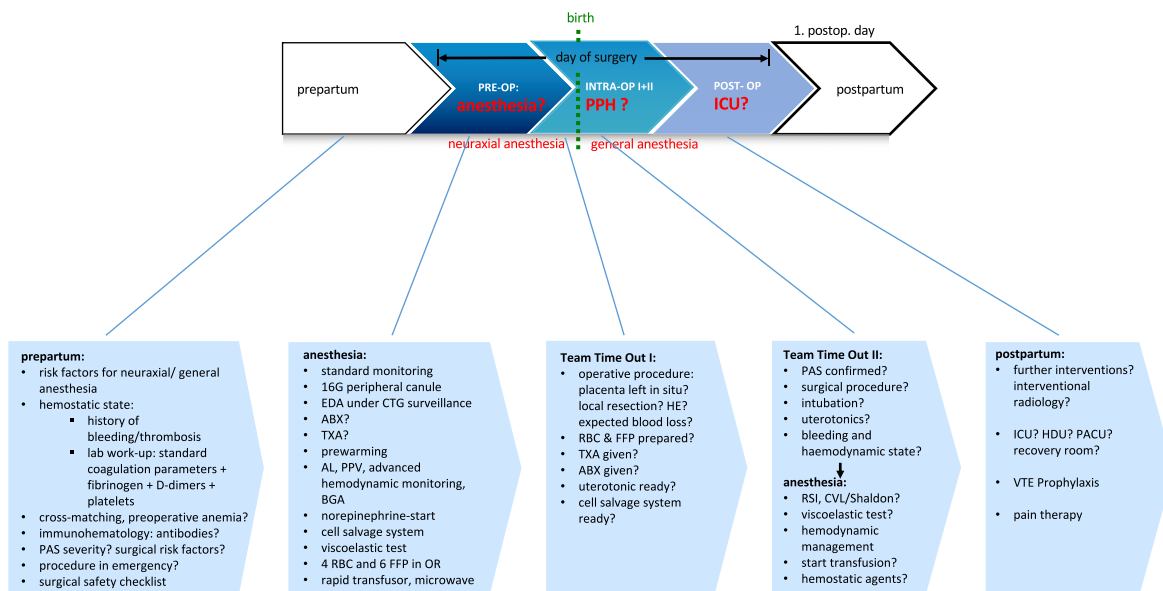 birth
1. postop. day
day of surgery
prepartum
PRE-OP:
anesthesia?
INTRA-OP I+II
PPH ?
POST- OP
ICU?
postpartum
neuraxial anesthesia
general anesthesia
prepartum:
• risk factors for neuraxial/ general
anesthesia
• hemostatic state:
▪ history of
bleeding/thrombosis
▪ lab work-up: standard
coagulation parameters +
fibrinogen + D-dimers +
platelets
• cross-matching, preoperative anemia?
• immunohematology: antibodies?
• PAS severity? surgical risk factors?
• procedure in emergency?
• surgical safety checklist
anesthesia:
• standard monitoring
• 16G peripheral canule
• EDA under CTG surveillance
• ABX?
• TXA?
• prewarming
• AL, PPV, advanced
hemodynamic monitoring,
BGA
• norepinephrine-start
• cell salvage system
• viscoelastic test
• 4 RBC and 6 FFP in OR
• rapid transfusor, microwave
Team Time Out I:
• operative procedure:
placenta left in situ?
local resection? HE?
expected blood loss?
• RBC & FFP prepared?
• TXA given?
• ABX given?
• uterotonic ready?
• cell salvage system
ready?
Team Time Out II:
• PAS confirmed?
• surgical procedure?
• intubation?
• uterotonics?
• bleeding and
haemodynamic state?
anesthesia:
• RSI, CVL/Shaldon?
• viscoelastic test?
• hemodynamic
management
• start transfusion?
• hemostatic agents?
postpartum:
• further interventions?
interventional
radiology?
• ICU? HDU? PACU?
recovery room?
• VTE Prophylaxis
• pain therapy